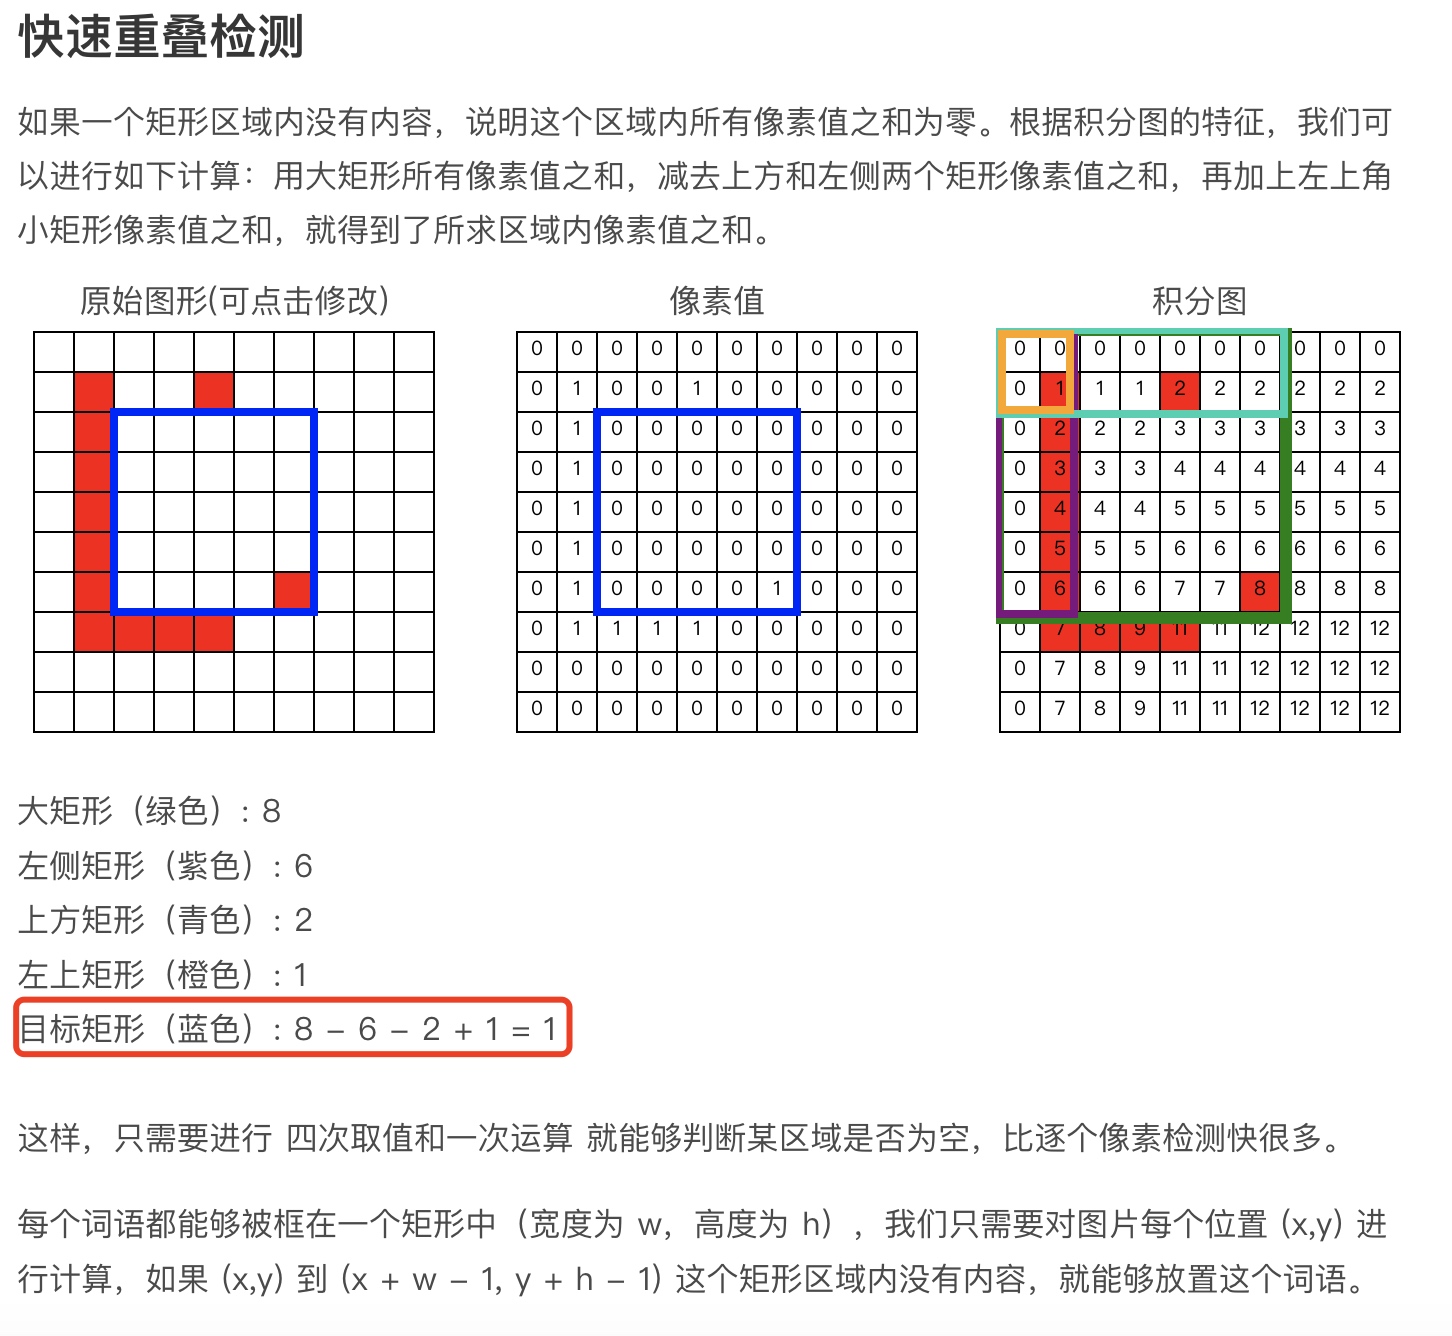 快速重叠检测
如果一个矩形区域内没有内容，说明这个区域内所有像素值之和为零。根据积分图的特征，我们可
以进行如下计算：用大矩形所有像素值之和，减去上方和左侧两个矩形像素值之和，再加上左上角
小矩形像素值之和，就得到了所求区域内像素值之和。
原始图形(可点击修改)
像素值
0 0 0 0 0 0 0 0 0 0
0 1 0 0 1 0 0 0 0 0
0 1 0 0 0 0 0 0 0 0
0 1 0 0 0 0 0 0 0 0
0 1 0 0 0 0 0 0 0 0
0 1 0 0 0 0 0 0 0 0
0 1 0 0 0 0 1 0 0 0
0 1 1 1 1 0 0 0 0 0
0 0 0 0 0 0 0 0 0 0
0 0 0 0 0 0 0 0 0 0
积分图
0 0 0 0 0 0 0 0 0 0
0 1 1 1 2 2 2 2 2 2
0 2 2 2 3 3 3 3 3 3
0 3 3 3 4 4 4 4 4 4
0 4 4 4 5 5 5 5 5 5
0 5 5 5 6 6 6 6 6 6
0 6 6 6 7 7 8 8 8 8
0 7 8 9 11 11 12 12 12 12
0 7 8 9 11 11 12 12 12 12
0 7 8 9 11 11 12 12 12 12
大矩形（绿色）: 8
左侧矩形（紫色）: 6
上方矩形（青色）: 2
左上矩形（橙色）: 1
目标矩形（蓝色）: 8 − 6 − 2 + 1 = 1
这样，只需要进行 四次取值和一次运算 就能够判断某区域是否为空，比逐个像素检测快很多。
每个词语都能够被框在一个矩形中（宽度为 w，高度为 h），我们只需要对图片每个位置 (x,y) 进
行计算，如果 (x,y) 到 (x + w − 1, y + h − 1) 这个矩形区域内没有内容，就能够放置这个词语。